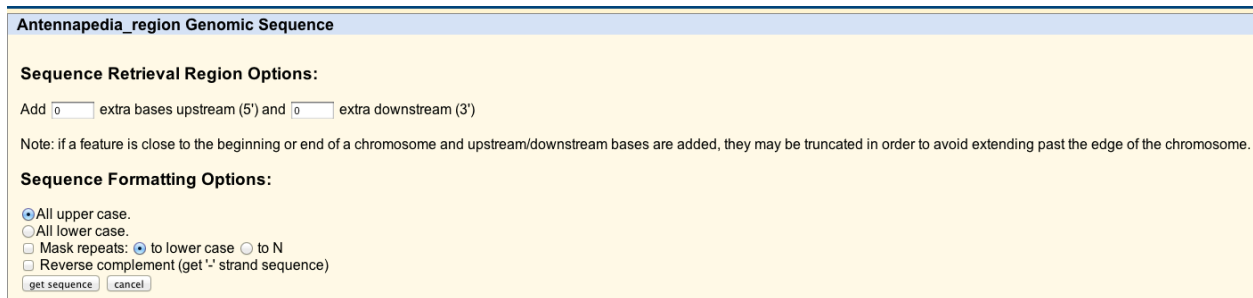 Antennapedia_region Genomic Sequence
Sequence Retrieval Region Options:
Add 0 extra bases upstream (5') and 0 extra downstream (3')
Note: if a feature is close to the beginning or end of a chromosome and upstream/downstream bases are added, they may be truncated in order to avoid extending past the edge of the chromosome.
Sequence Formatting Options:
All upper case.
All lower case.
Mask repeats: to lower case to N
Reverse complement (get '-' strand sequence)
get sequence cancel